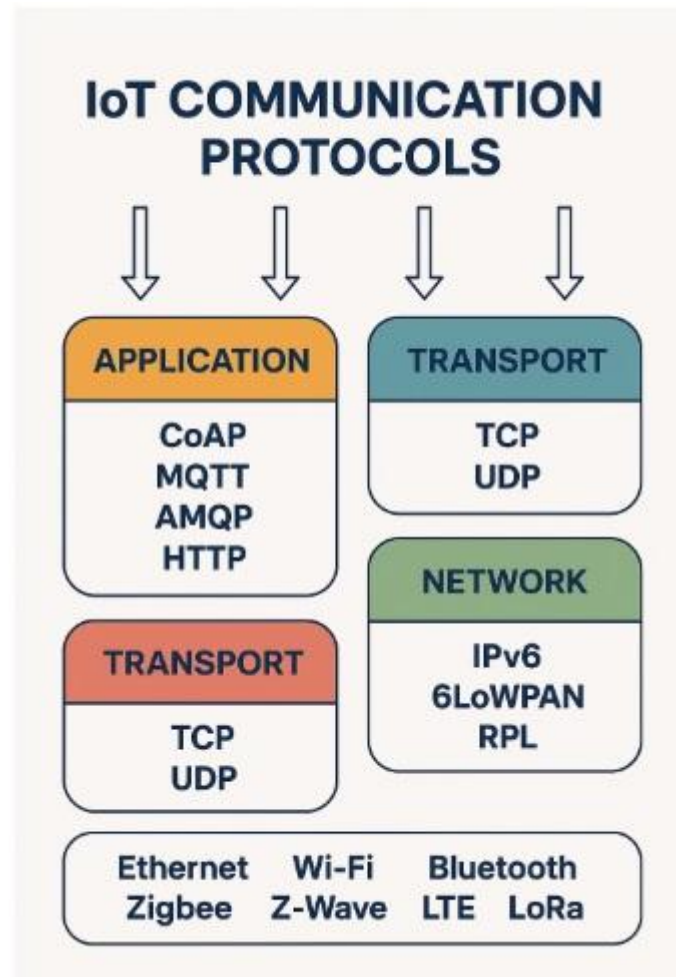 IoT COMMUNICATION
PROTOCOLS
APPLICATION
CoAP
MQTT
AMQP
HTTP
TRANSPORT
TCP
UDP
TRANSPORT
TCP
UDP
NETWORK
IPv6
6LoWPAN
RPL
Ethernet Wi-Fi Bluetooth
Zigbee Z-Wave LTE LoRa